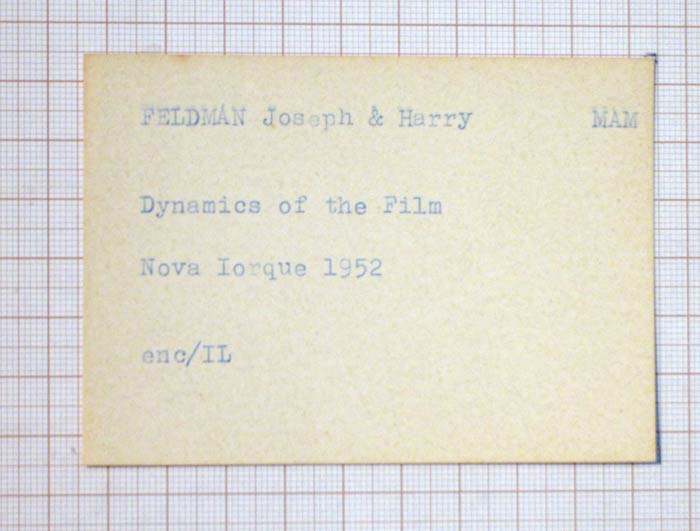 FELDMAN Joseph & Harry MAM
Dynamics of the Film
Nova Iorque 1952
enc/IL